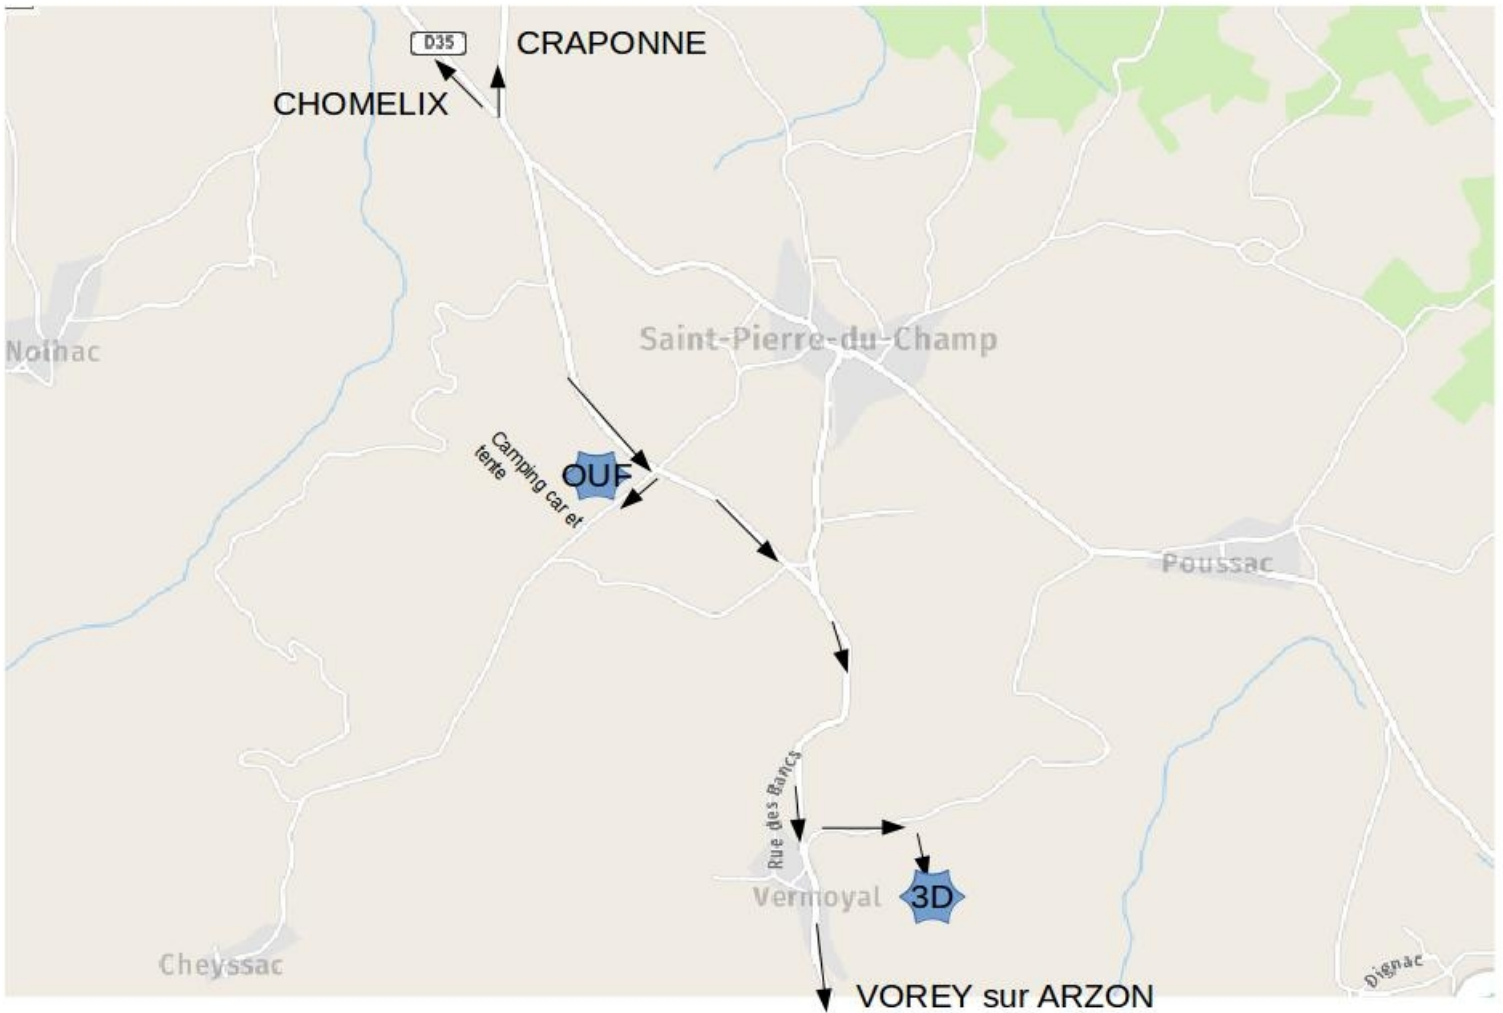 D35
CRAPONNE
CHOMELIX
Nolhac
Saint-Pierre-du-Champ
Camping car et
tente
OUF
Poussac
Rue des Bancs
Vermoyal
3D
Cheyssac
Dignac
VOREY sur ARZON